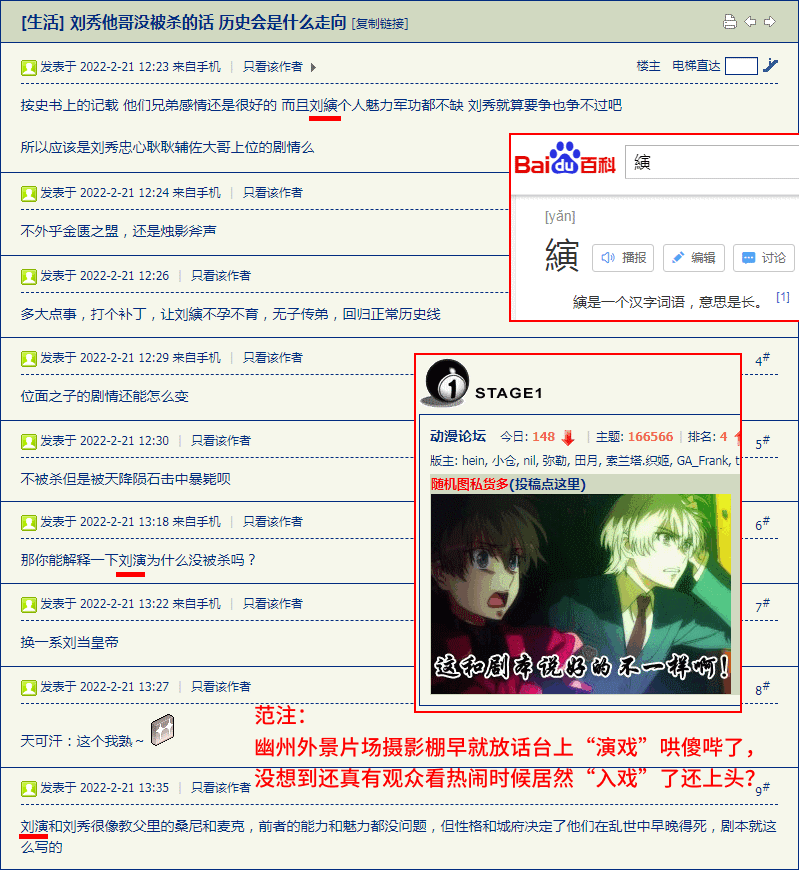 [生活] 刘秀他哥没被杀的话 历史会是什么走向 [复制链接]
发表于 2022-2-21 12:23 来自手机 | 只看该作者
楼主 电梯直达
按史书上的记载 他们兄弟感情还是很好的 而且刘縯个人魅力军功都不缺 刘秀就算要争也争不过吧
所以应该是刘秀忠心耿耿辅佐大哥上位的剧情么
Bai du 百科
縯
[yǎn]
縯
播报 编辑 讨论
縯是一个汉字词语，意思是长。 [1]
发表于 2022-2-21 12:24 来自手机 | 只看该作者
不外乎金匮之盟，还是烛影斧声
发表于 2022-2-21 12:26 | 只看该作者
多大点事，打个补丁，让刘縯不孕不育，无子传弟，回归正常历史线
发表于 2022-2-21 12:29 来自手机 | 只看该作者
4#
位面之子的剧情还能怎么变
1 STAGE1
动漫论坛 今日: 148 | 主题: 166566 | 排名: 4
版主: hein, 小仓, nil, 弥勒, 田月, 索兰塔.织姬, GA_Frank, t
随机图私货多(投稿点这里)
这和剧本说好的不一样啊!
发表于 2022-2-21 12:30 | 只看该作者
5#
不被杀但是被天降陨石击中暴毙呗
发表于 2022-2-21 13:18 来自手机 | 只看该作者
6#
那你能解释一下刘演为什么没被杀吗？
发表于 2022-2-21 13:22 来自手机 | 只看该作者
7#
换一系刘当皇帝
发表于 2022-2-21 13:27 | 只看该作者
8#
天可汗：这个我熟～
范注：
幽州外景片场摄影棚早就放话台上“演戏”哄傻哔了，
没想到还真有观众看热闹时候居然“入戏”了还上头?
发表于 2022-2-21 13:35 | 只看该作者
9#
刘演和刘秀很像教父里的桑尼和麦克，前者的能力和魅力都没问题，但性格和城府决定了他们在乱世中早晚得死，剧本就这
么写的